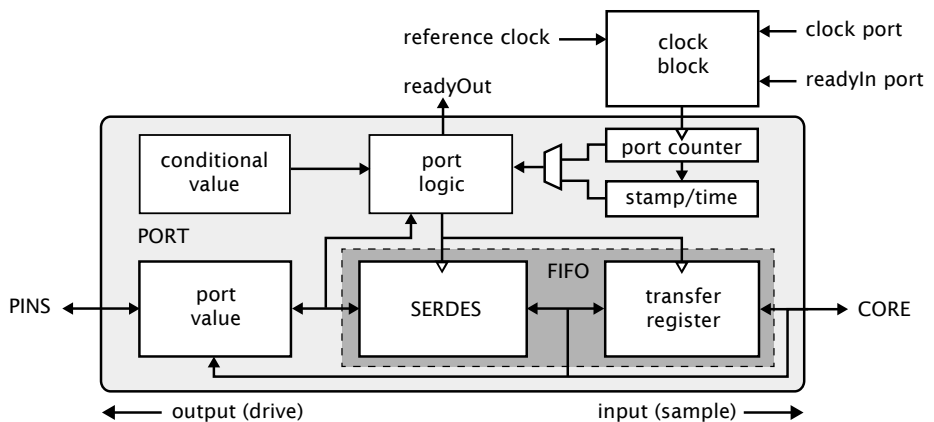 reference clock
clock
block
clock port
readyIn port
readyOut
conditional
value
port
logic
port counter
stamp/time
PORT
FIFO
PINS
port
value
SERDES
transfer
register
CORE
output (drive)
input (sample)